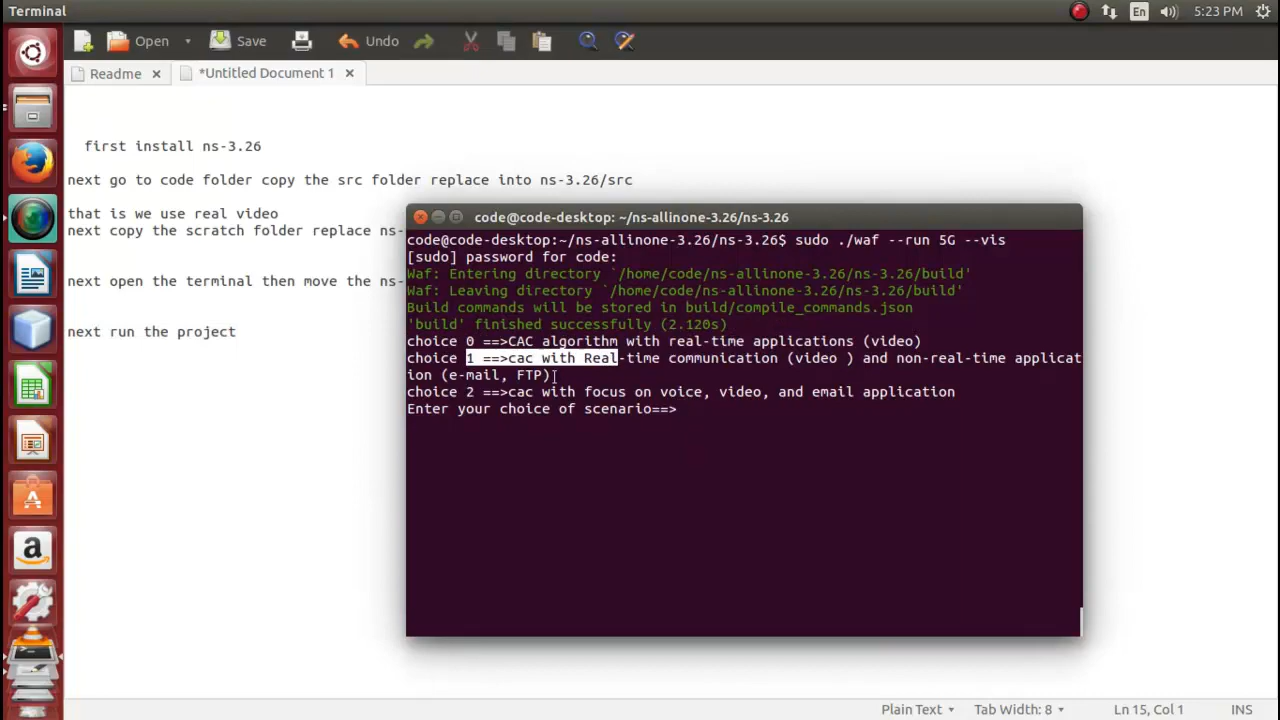 Terminal
En
5:23 PM
Open
Save
Undo
Readme
*Untitled Document 1
first install ns-3.26
next go to code folder copy the src folder replace into ns-3.26/src
that is we use real video
next copy the scratch folder replace ns-
next open the terminal then move the ns-
next run the project
code@code-desktop: ~/ns-allinone-3.26/ns-3.26
code@code-desktop:~/ns-allinone-3.26/ns-3.26$ sudo ./waf --run 5G --vis
[sudo] password for code:
Waf: Entering directory `/home/code/ns-allinone-3.26/ns-3.26/build'
Waf: Leaving directory `/home/code/ns-allinone-3.26/ns-3.26/build'
Build commands will be stored in build/compile_commands.json
'build' finished successfully (2.120s)
choice 0 ==>CAC algorithm with real-time applications (video)
choice 1 ==>cac with Real-time communication (video ) and non-real-time applicat
ion (e-mail, FTP)
choice 2 ==>cac with focus on voice, video, and email application
Enter your choice of scenario==>
Plain Text
Tab Width: 8
Ln 15, Col 1
INS